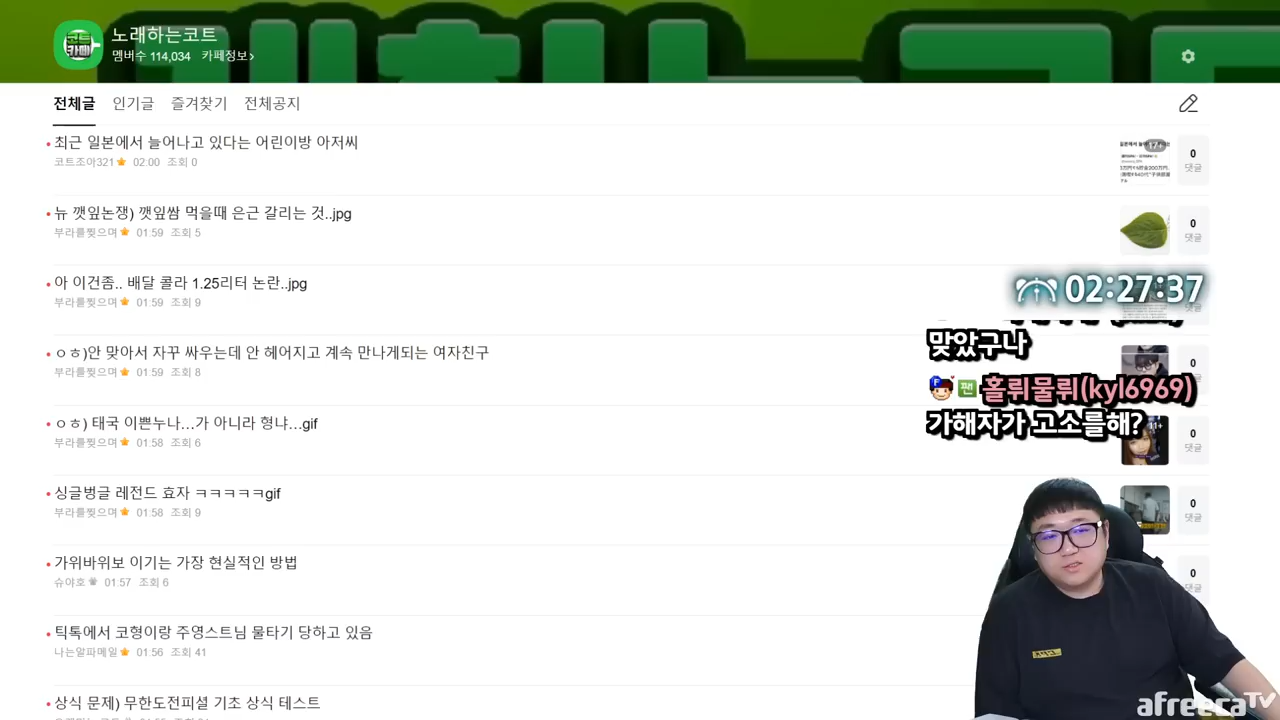 코트
카페
노래하는코트
멤버수 114,034 카페정보 >
전체글 인기글 즐겨찾기 전체공지
최근 일본에서 늘어나고 있다는 어린이방 아저씨
코트조아321 02:00 조회 0
17+
0
댓글
뉴 깻잎논쟁) 깻잎쌈 먹을때 은근 갈리는 것..jpg
부라를찢으며 01:59 조회 5
0
댓글
아 이건좀.. 배달 콜라 1.25리터 논란..jpg
부라를찢으며 01:59 조회 9
02:27:37
댓글
맞았구나
ㅇㅎ)안 맞아서 자꾸 싸우는데 안 헤어지고 계속 만나게되는 여자친구
부라를찢으며 01:59 조회 8
0
F 팬 홀뤼몰뤼(kyl6969)
가해자가 고소를해?
ㅇㅎ) 태국 이쁜누나...가 아니라 형냐...gif
부라를찢으며 01:58 조회 6
11+
0
댓글
싱글벙글 레전드 효자 ㅋㅋㅋㅋㅋgif
부라를찢으며 01:58 조회 9
0
댓글
가위바위보 이기는 가장 현실적인 방법
슈야호 01:57 조회 6
0
댓글
틱톡에서 코형이랑 주영스트님 물타기 당하고 있음
나는알파메일 01:56 조회 41
상식 문제) 무한도전피셜 기초 상식 테스트
afreecaTV